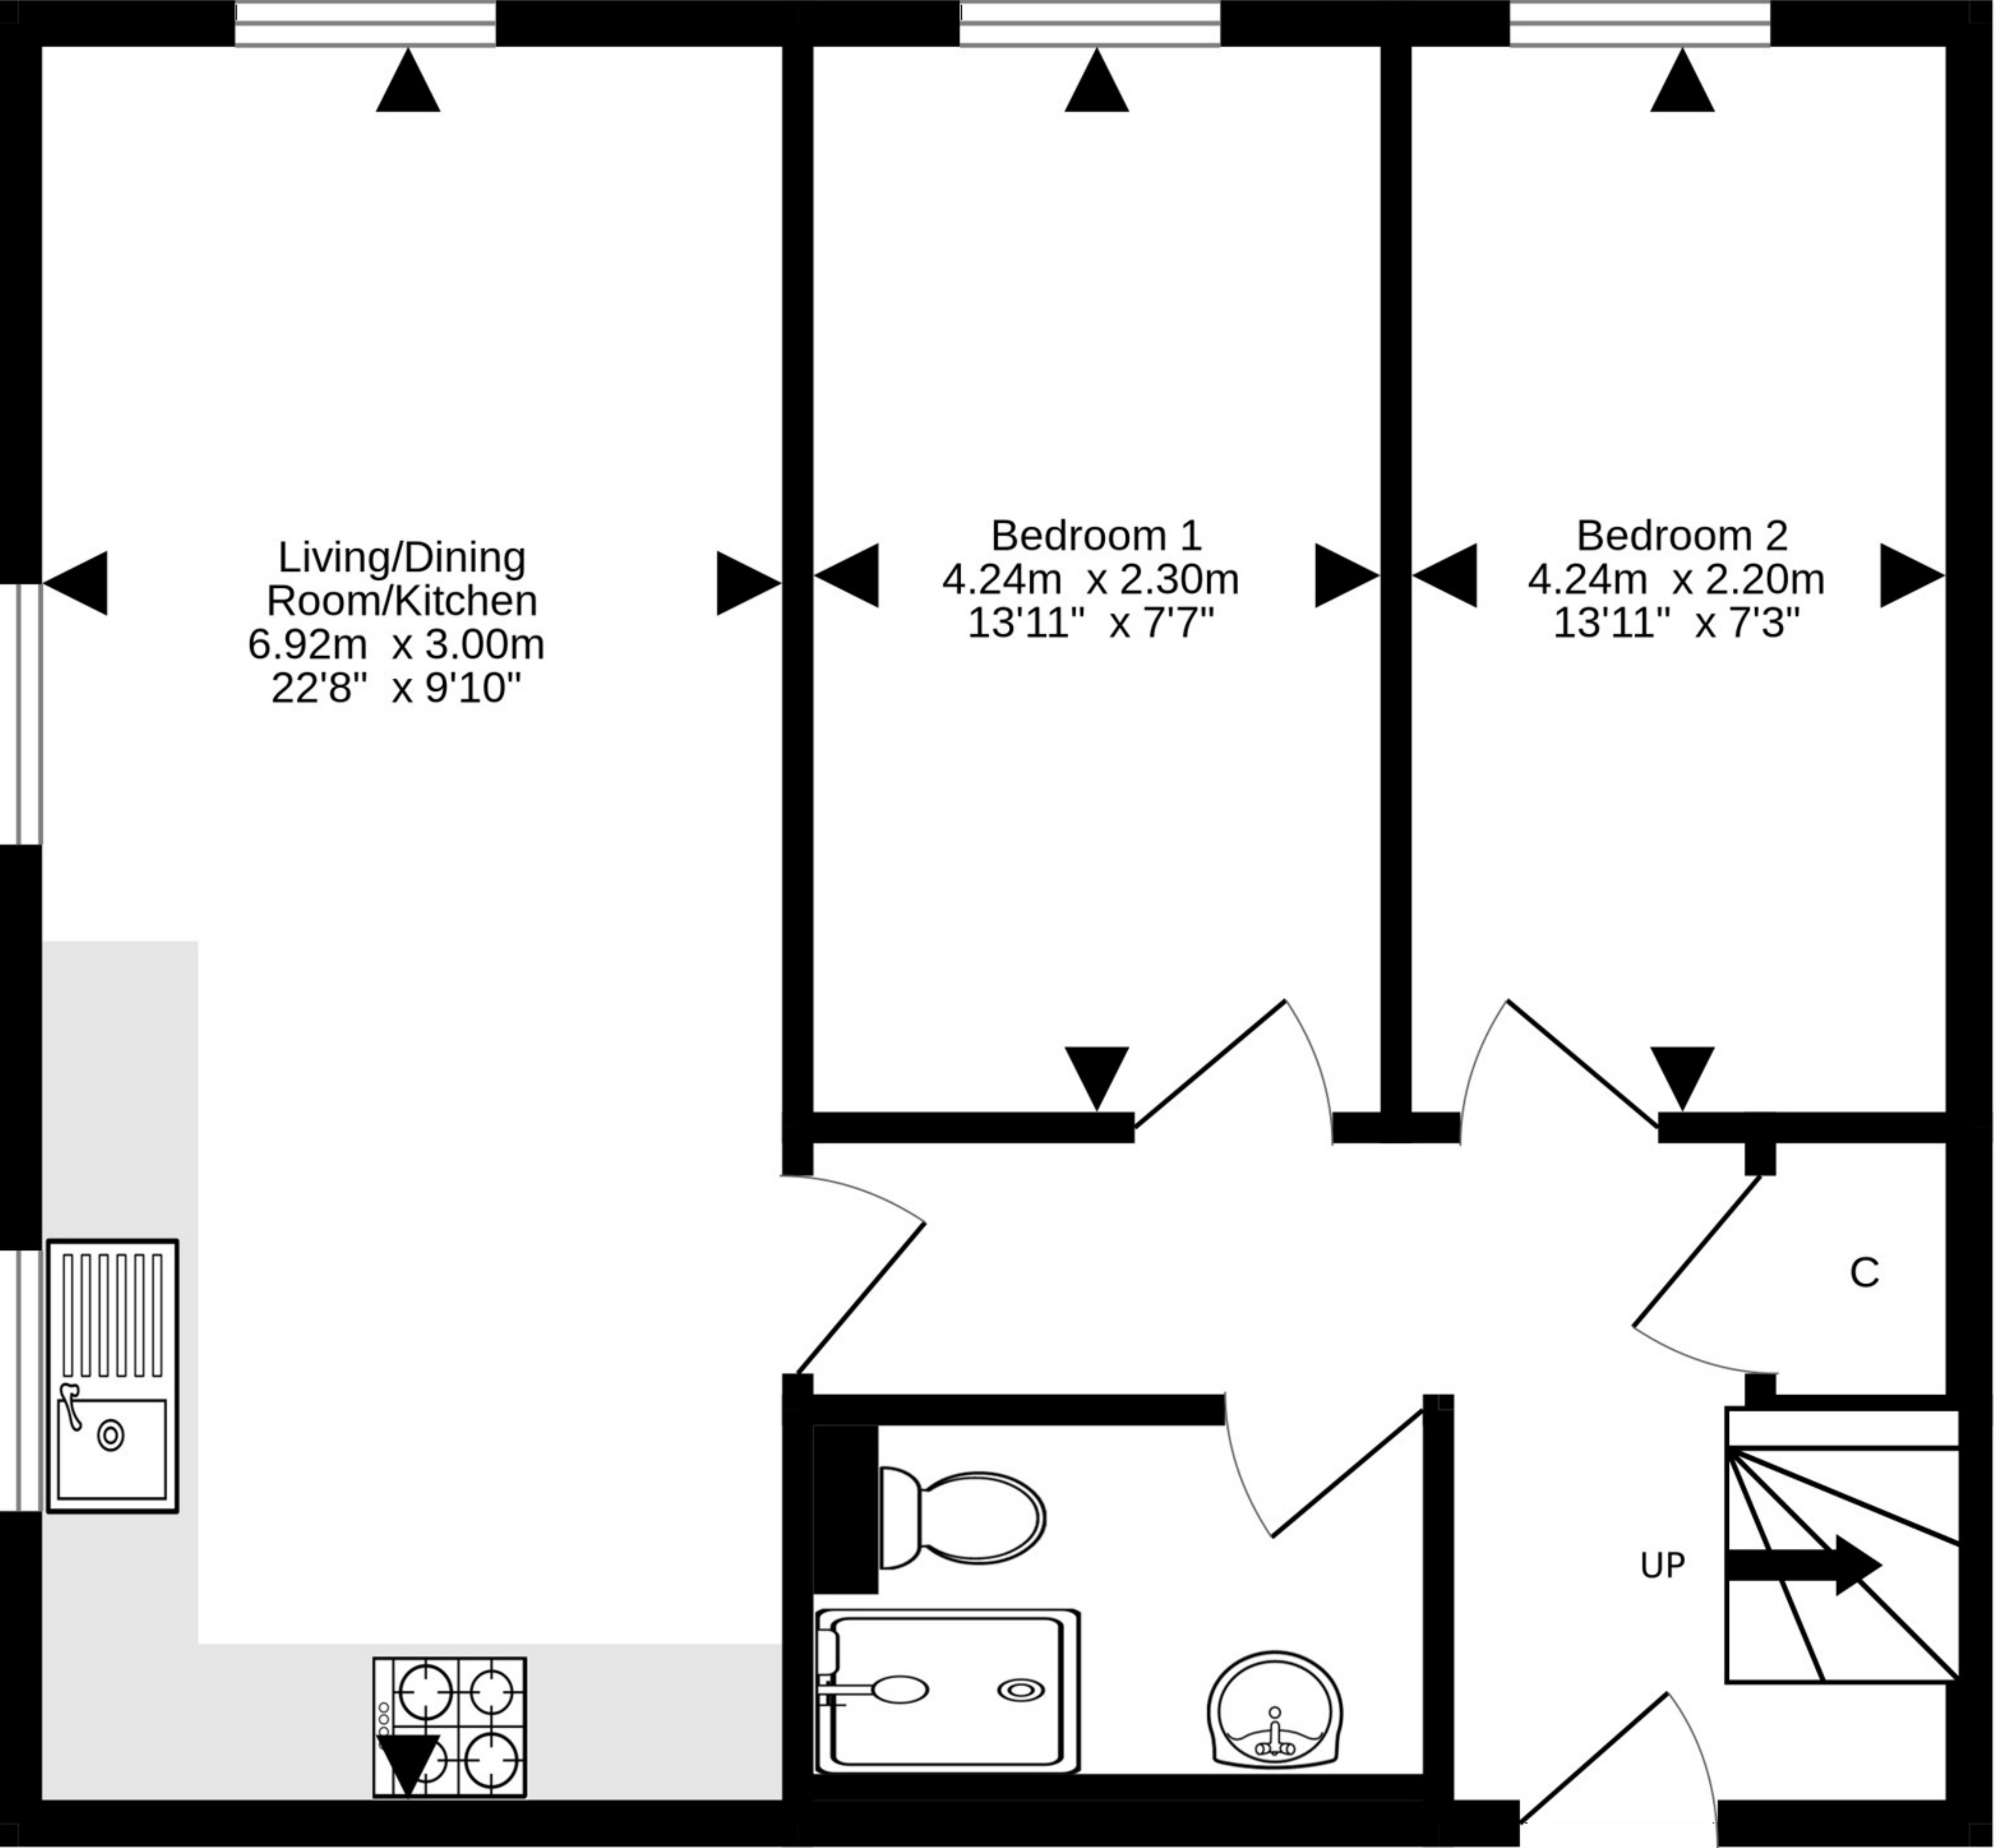 Living/Dining
Room/Kitchen
6.92m x 3.00m
22'8" x 9'10"
Bedroom 1
4.24m x 2.30m
13'11" x 7'7"
Bedroom 2
4.24m x 2.20m
13'11" x 7'3"
C
UP